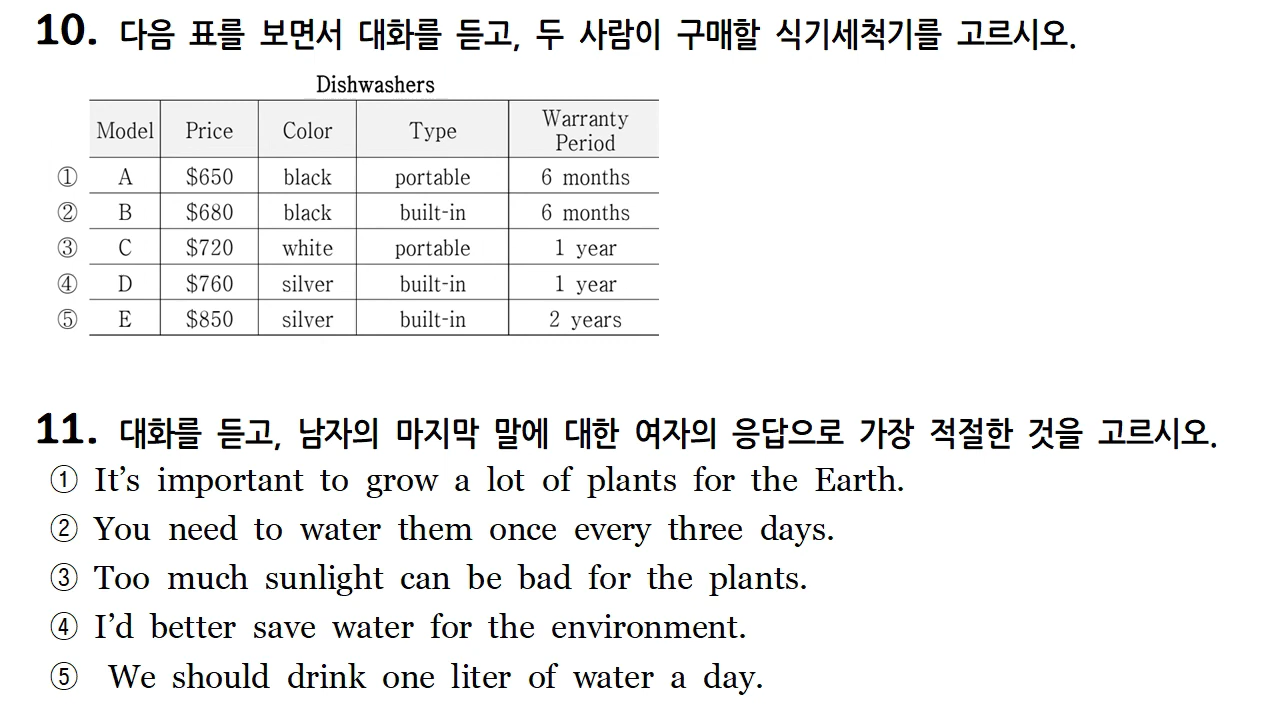 10. 다음 표를 보면서 대화를 듣고, 두 사람이 구매할 식기세척기를 고르시오.
Dishwashers
Model Price Color Type Warranty Period
① A $650 black portable 6 months
② B $680 black built-in 6 months
③ C $720 white portable 1 year
④ D $760 silver built-in 1 year
⑤ E $850 silver built-in 2 years
11. 대화를 듣고, 남자의 마지막 말에 대한 여자의 응답으로 가장 적절한 것을 고르시오.
① It's important to grow a lot of plants for the Earth.
② You need to water them once every three days.
③ Too much sunlight can be bad for the plants.
④ I'd better save water for the environment.
⑤ We should drink one liter of water a day.